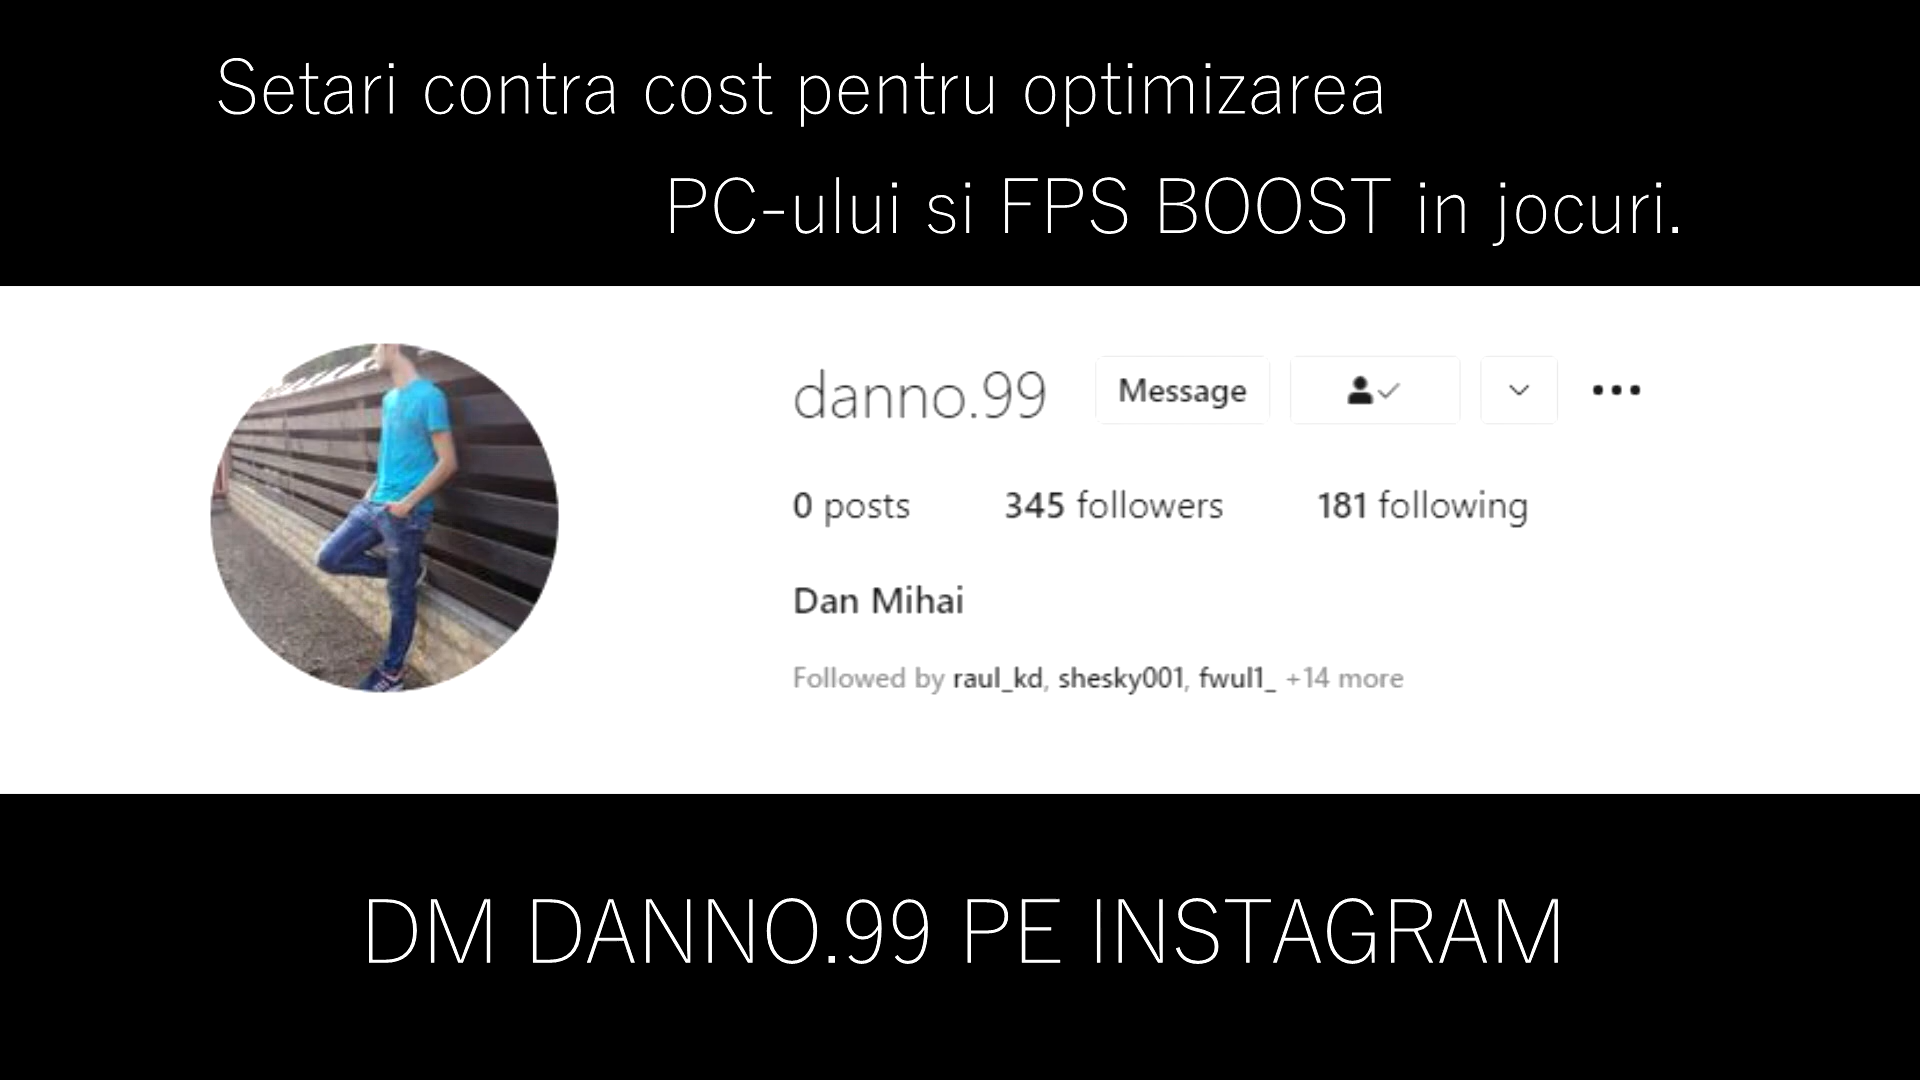 Setari contra cost pentru optimizarea
PC-ului si FPS BOOST in jocuri.
danno.99 Message
0 posts 345 followers 181 following
Dan Mihai
Followed by raul_kd, shesky001, fwul1_ +14 more
DM DANNO.99 PE INSTAGRAM